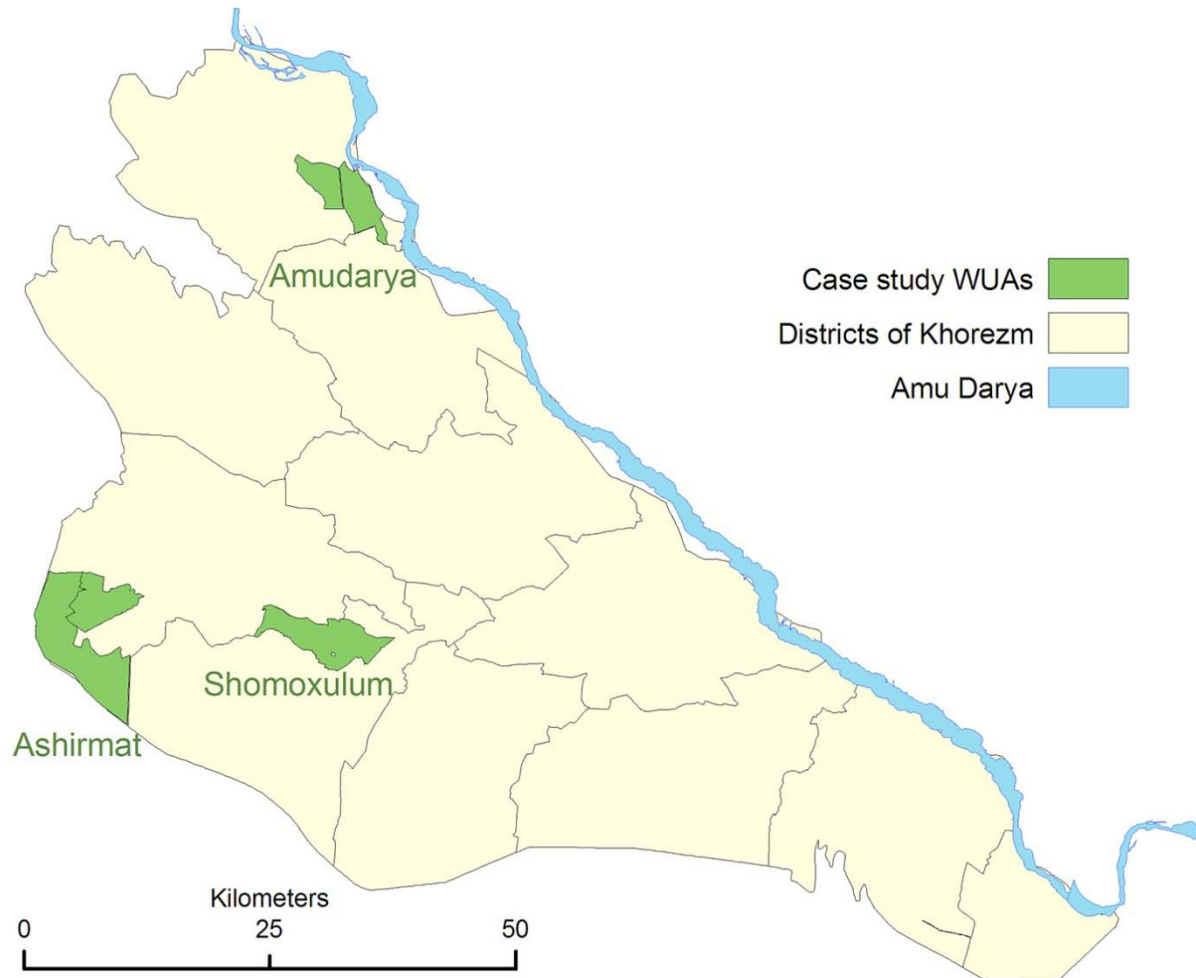 Amudarya
Case study WUAs
Districts of Khorezm
Amu Darya
Shomoxulum
Ashirmat
Kilometers
0 25 50